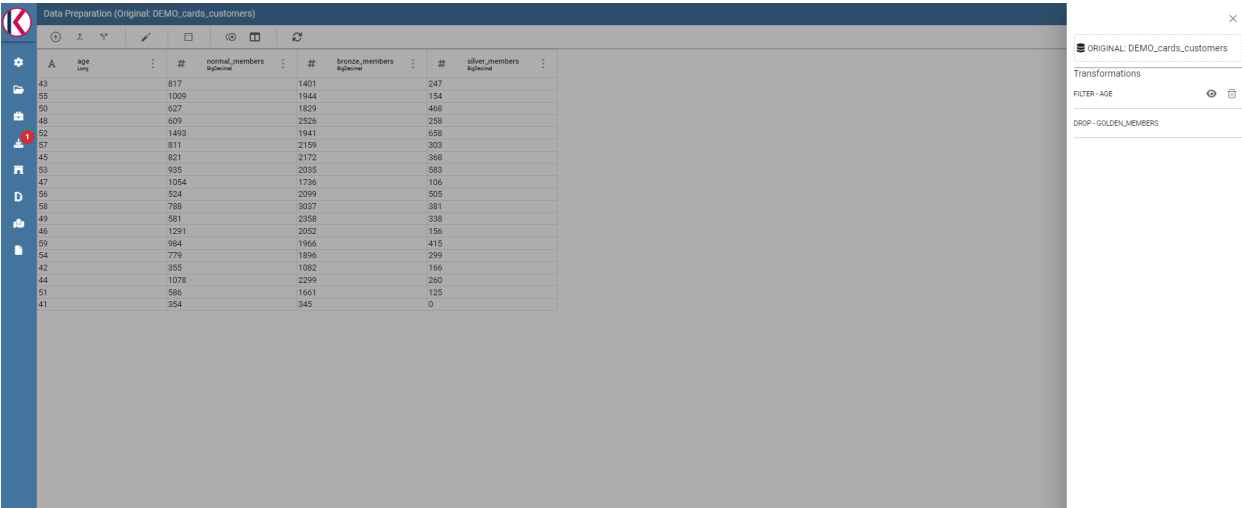 Data Preparation (Original: DEMO_cards_customers)
A age Long # normal_members BigDecimal # bronze_members BigDecimal # silver_members BigDecimal
43 817 1401 247
55 1009 1944 154
50 627 1829 468
48 609 2526 258
52 1493 1941 658
57 811 2159 303
45 821 2172 368
53 935 2035 583
47 1054 1736 106
56 524 2099 505
58 788 3037 381
49 581 2358 338
46 1291 2052 156
59 984 1966 415
54 779 1896 299
42 355 1082 166
44 1078 2299 260
51 586 1661 125
41 354 345 0
1
D
ORIGINAL: DEMO_cards_customers
Transformations
FILTER - AGE
DROP - GOLDEN_MEMBERS